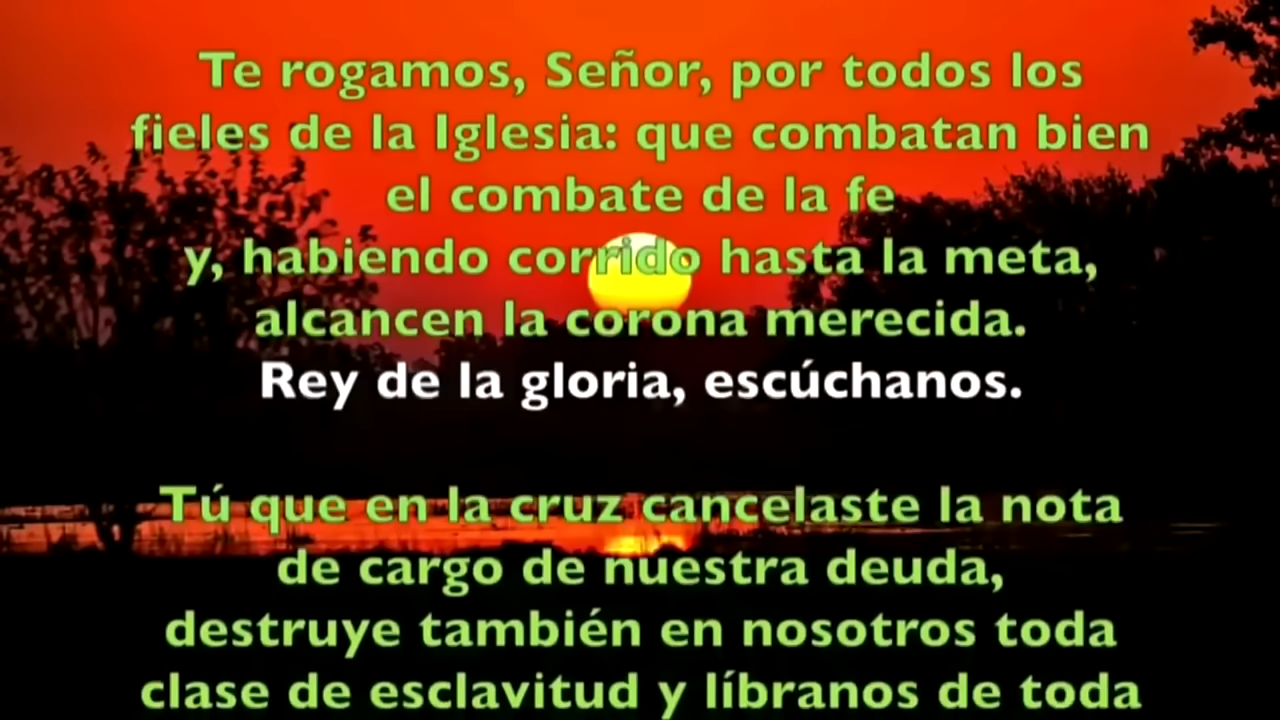 Te rogamos, Señor, por todos los
fieles de la Iglesia: que combatan bien
el combate de la fe
y, habiendo corrido hasta la meta,
alcancen la corona merecida.
Rey de la gloria, escúchanos.
Tú que en la cruz cancelaste la nota
de cargo de nuestra deuda,
destruye también en nosotros toda
clase de esclavitud y líbranos de toda